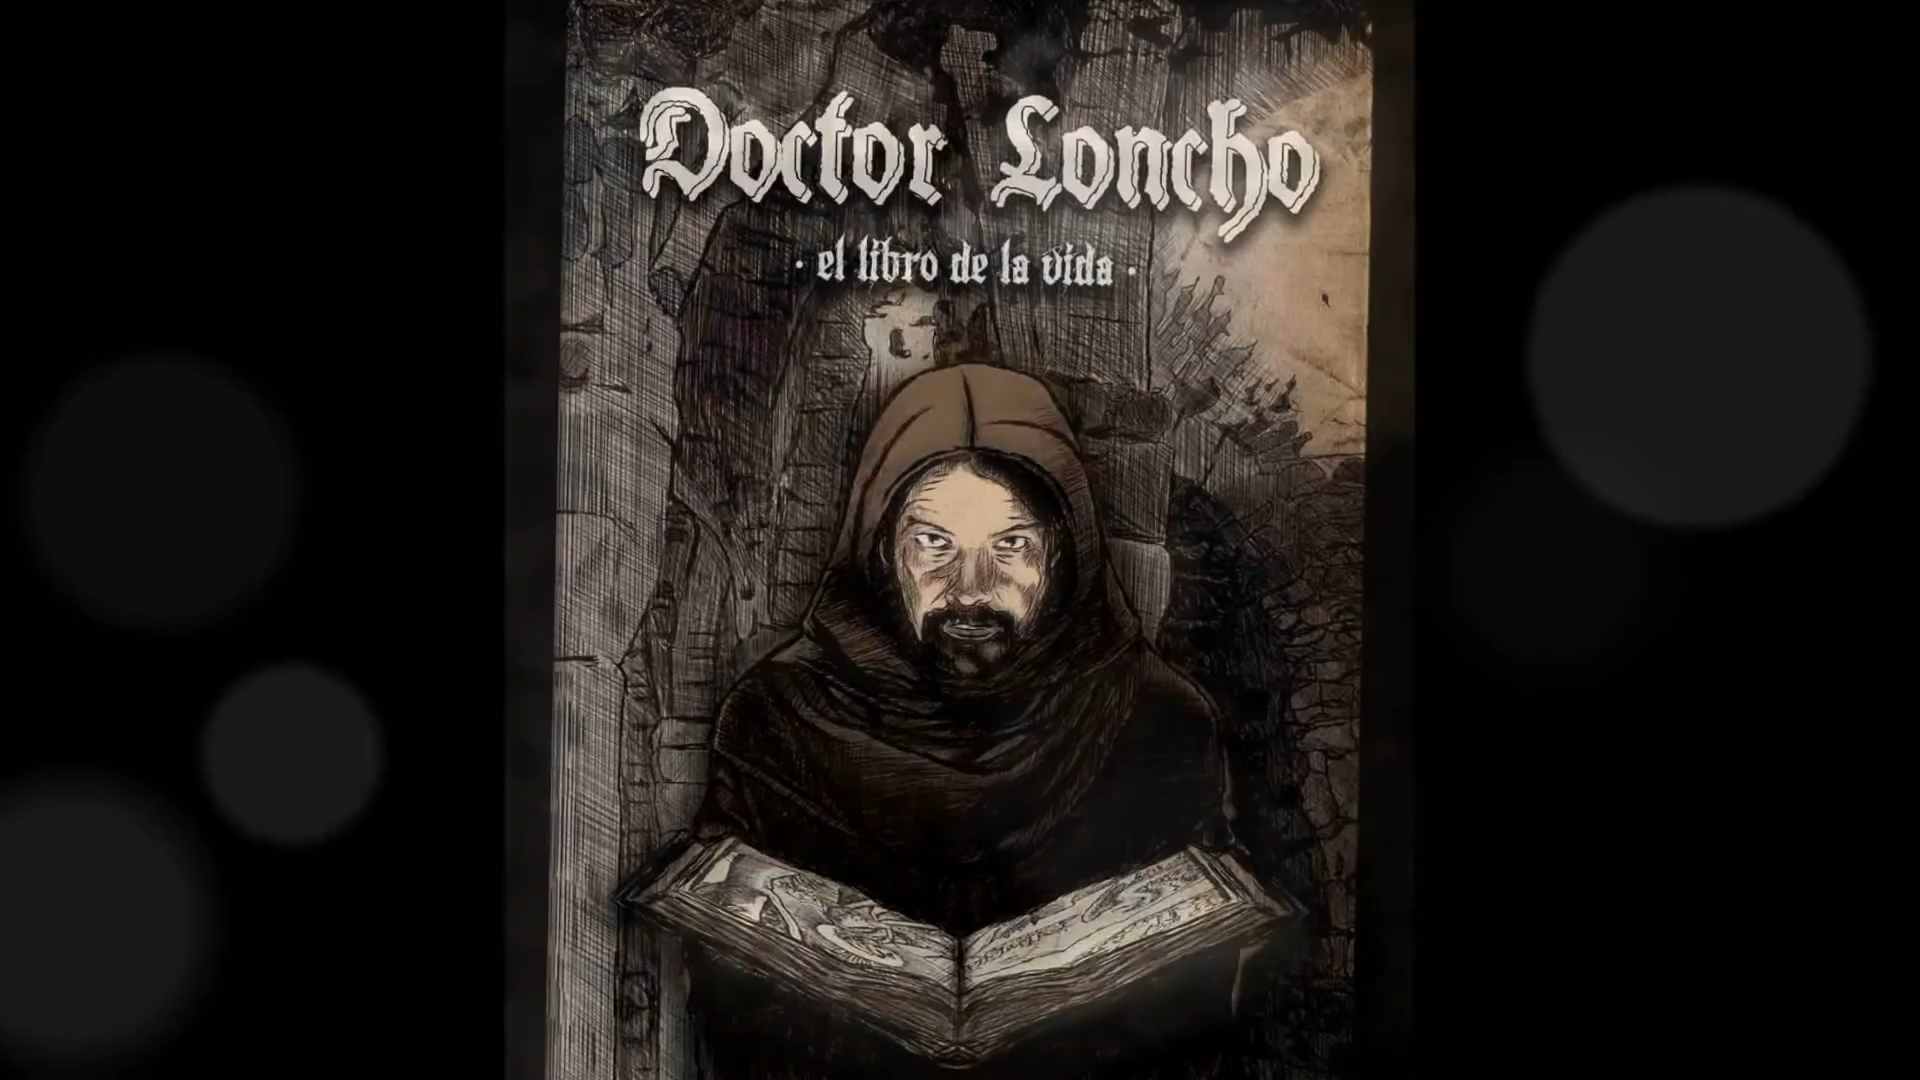 Doctor Loncho
· el libro de la vida ·